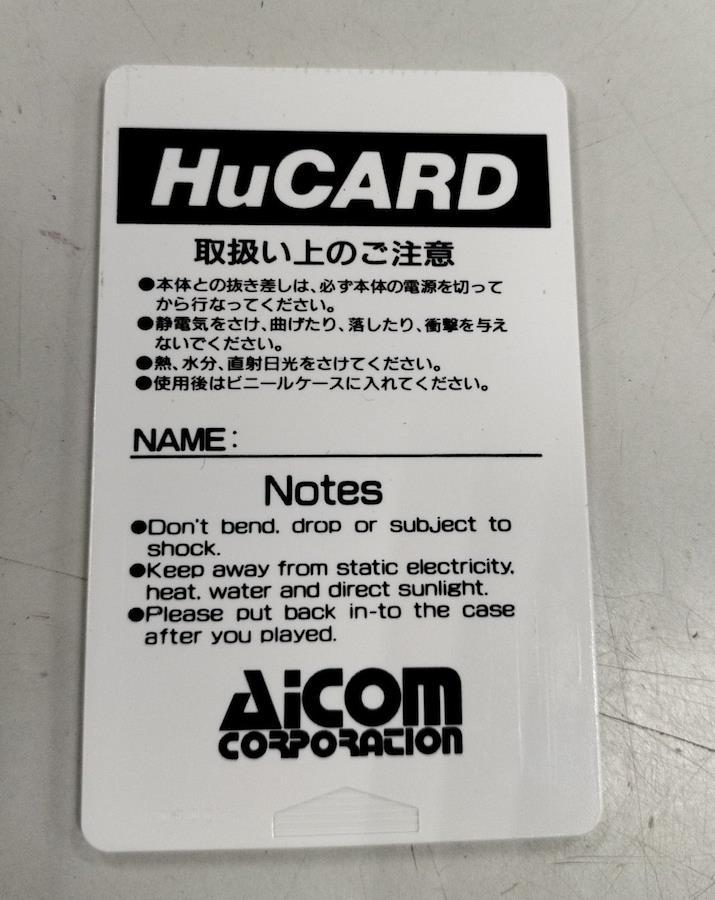 HuCARD
取扱い上のご注意
●本体との抜き差しは、必ず本体の電源を切って
から行なってください。
●静電気をさけ、曲げたり、落したり、衝撃を与え
ないでください。
●熱、水分、直射日光をさけてください。
●使用後はビニールケースに入れてください。
NAME:
Notes
●Don't bend, drop or subject to
shock.
●Keep away from static electricity,
heat, water and direct sunlight.
●Please put back in-to the case
after you played.
AiCOM
CORPORATION